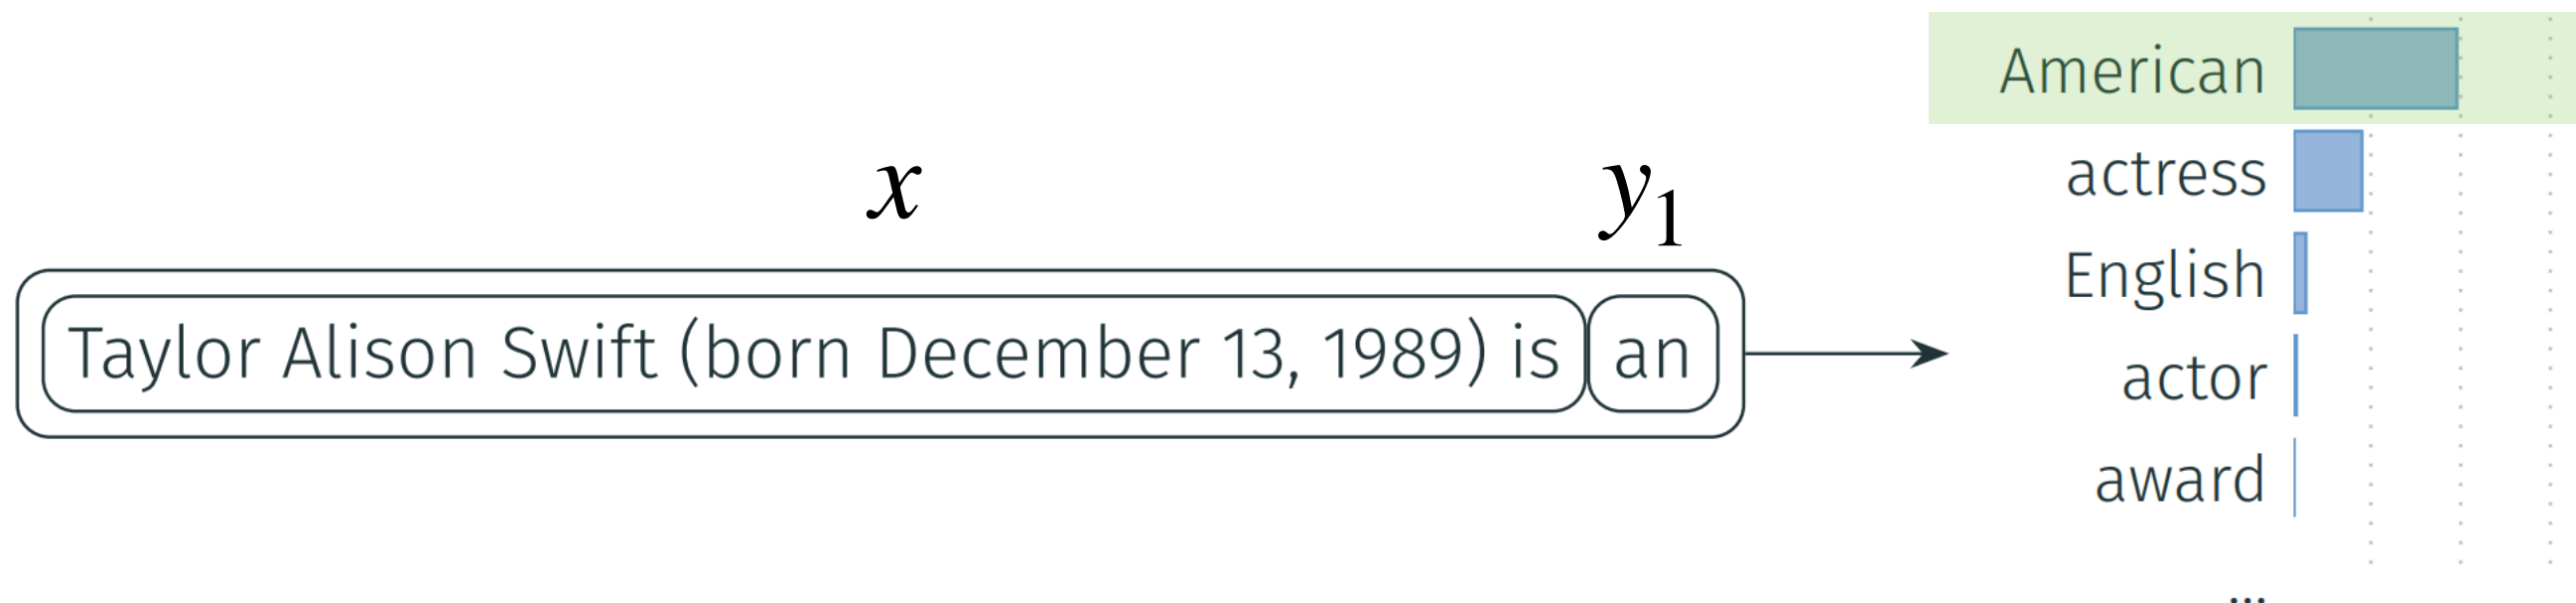 x
y₁
Taylor Alison Swift (born December 13, 1989) is an
American
actress
English
actor
award
...